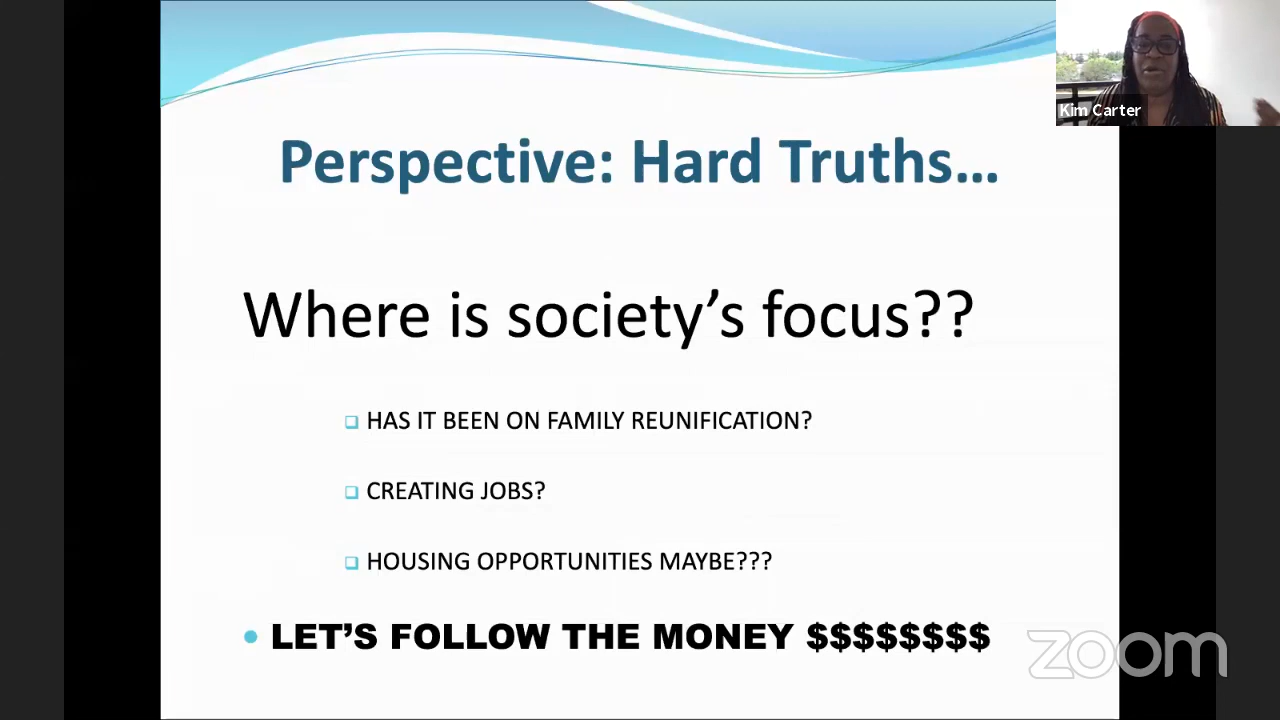 Kim Carter
Perspective: Hard Truths...
Where is society’s focus??
HAS IT BEEN ON FAMILY REUNIFICATION?
CREATING JOBS?
HOUSING OPPORTUNITIES MAYBE???
LET’S FOLLOW THE MONEY $$$$$$$$
zoom